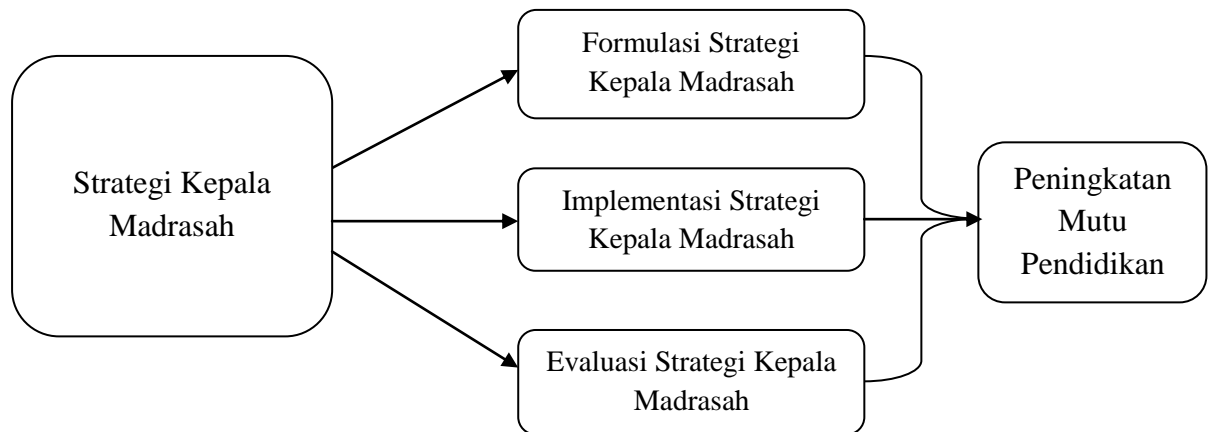 Strategi Kepala
Madrasah
Formulasi Strategi
Kepala Madrasah
Implementasi Strategi
Kepala Madrasah
Evaluasi Strategi Kepala
Madrasah
Peningkatan
Mutu
Pendidikan